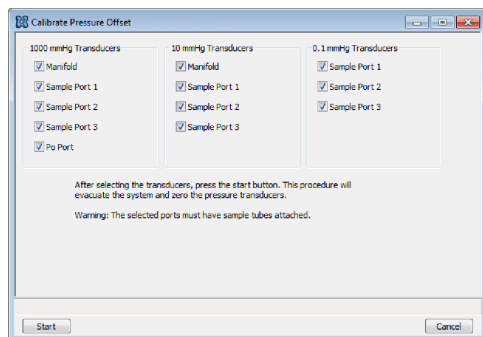 Calibrate Pressure Offset
1000 mmHg Transducers
Manifold
Sample Port 1
Sample Port 2
Sample Port 3
Po Port
10 mmHg Transducers
Manifold
Sample Port 1
Sample Port 2
Sample Port 3
0.1 mmHg Transducers
Sample Port 1
Sample Port 2
Sample Port 3
After selecting the transducers, press the start button. This procedure will
evacuate the system and zero the pressure transducers.
Warning: The selected ports must have sample tubes attached.
Start
Cancel